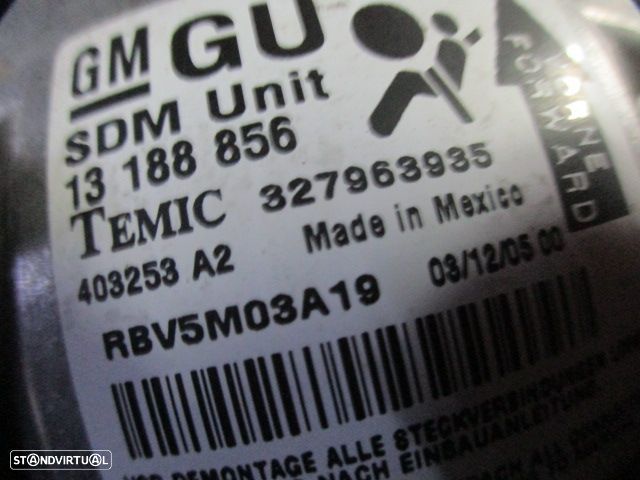 GM GU
SDM Unit
13 188 856
TEMIC 327963935
Made in Mexico
403253 A2
03/12/05 00
RBV5M03A19
FORWARD
DEMONTAGE ALLE STECKVERBINDUNGEN
NACH EINBAUANLEITUNG
STANDVIRTUAL